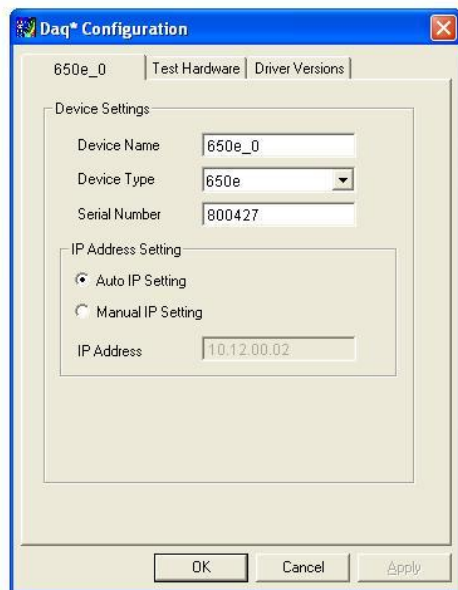 Daq* Configuration
650e_0 Test Hardware Driver Versions
Device Settings
Device Name 650e_0
Device Type 650e
Serial Number 800427
IP Address Setting
Auto IP Setting
Manual IP Setting
IP Address 10.12.00.02
OK Cancel Apply